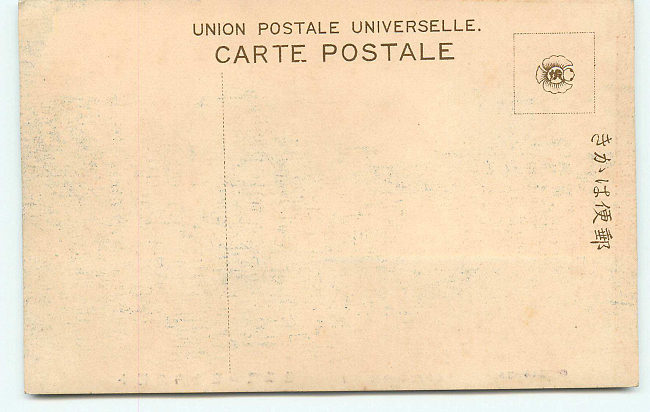 UNION POSTALE UNIVERSELLE.
CARTE POSTALE
きかは便郵